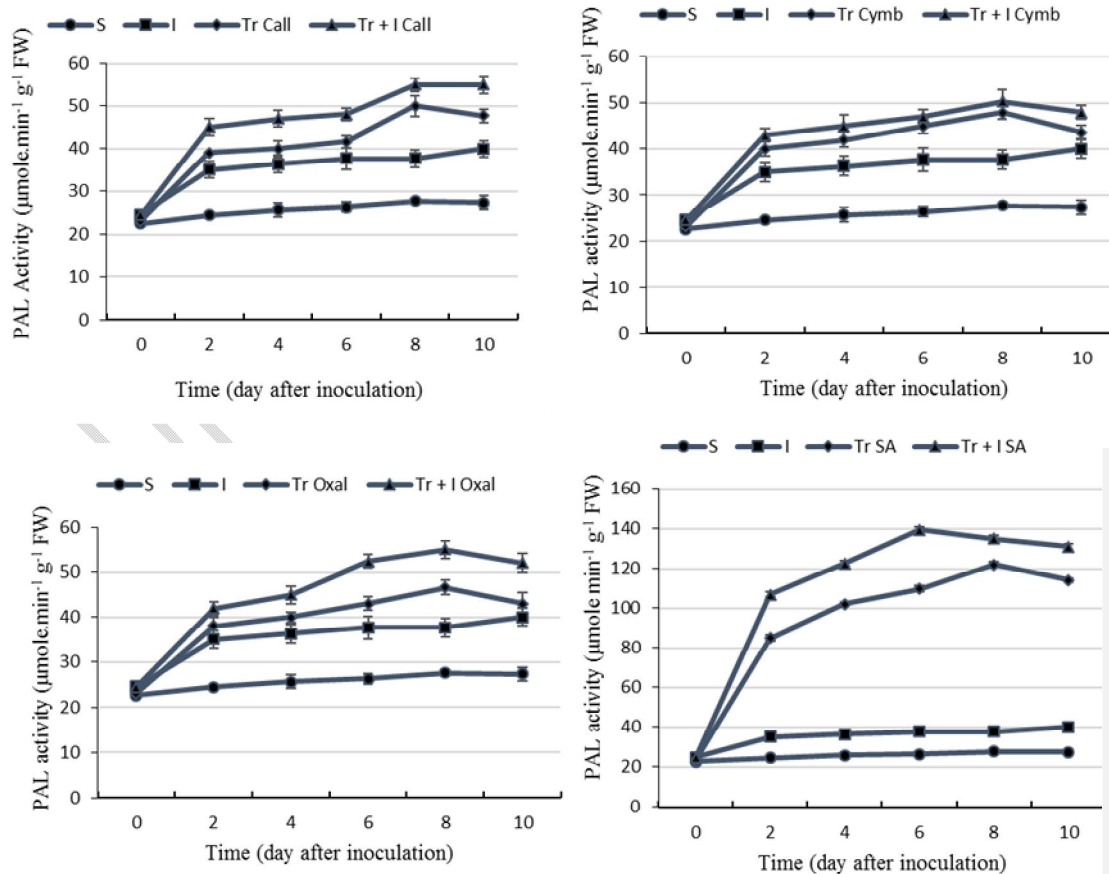 S I Tr Call Tr + I Call
PAL Activity (µmole.min⁻¹ g⁻¹ FW)
60
50
40
30
20
10
0
0 2 4 6 8 10
Time (day after inoculation)
S I Tr Cymb Tr + I Cymb
PAL activity (µmole.min⁻¹ g⁻¹ FW)
60
50
40
30
20
10
0
0 2 4 6 8 10
Time (day after inoculation)
S I Tr Oxal Tr + I Oxal
PAL activity (µmole.min⁻¹ g⁻¹ FW)
60
50
40
30
20
10
0
0 2 4 6 8 10
Time (day after inoculation)
S I Tr SA Tr + I SA
PAL activity (µmole min⁻¹ g⁻¹ FW)
160
140
120
100
80
60
40
20
0
0 2 4 6 8 10
Time (day after inoculation)